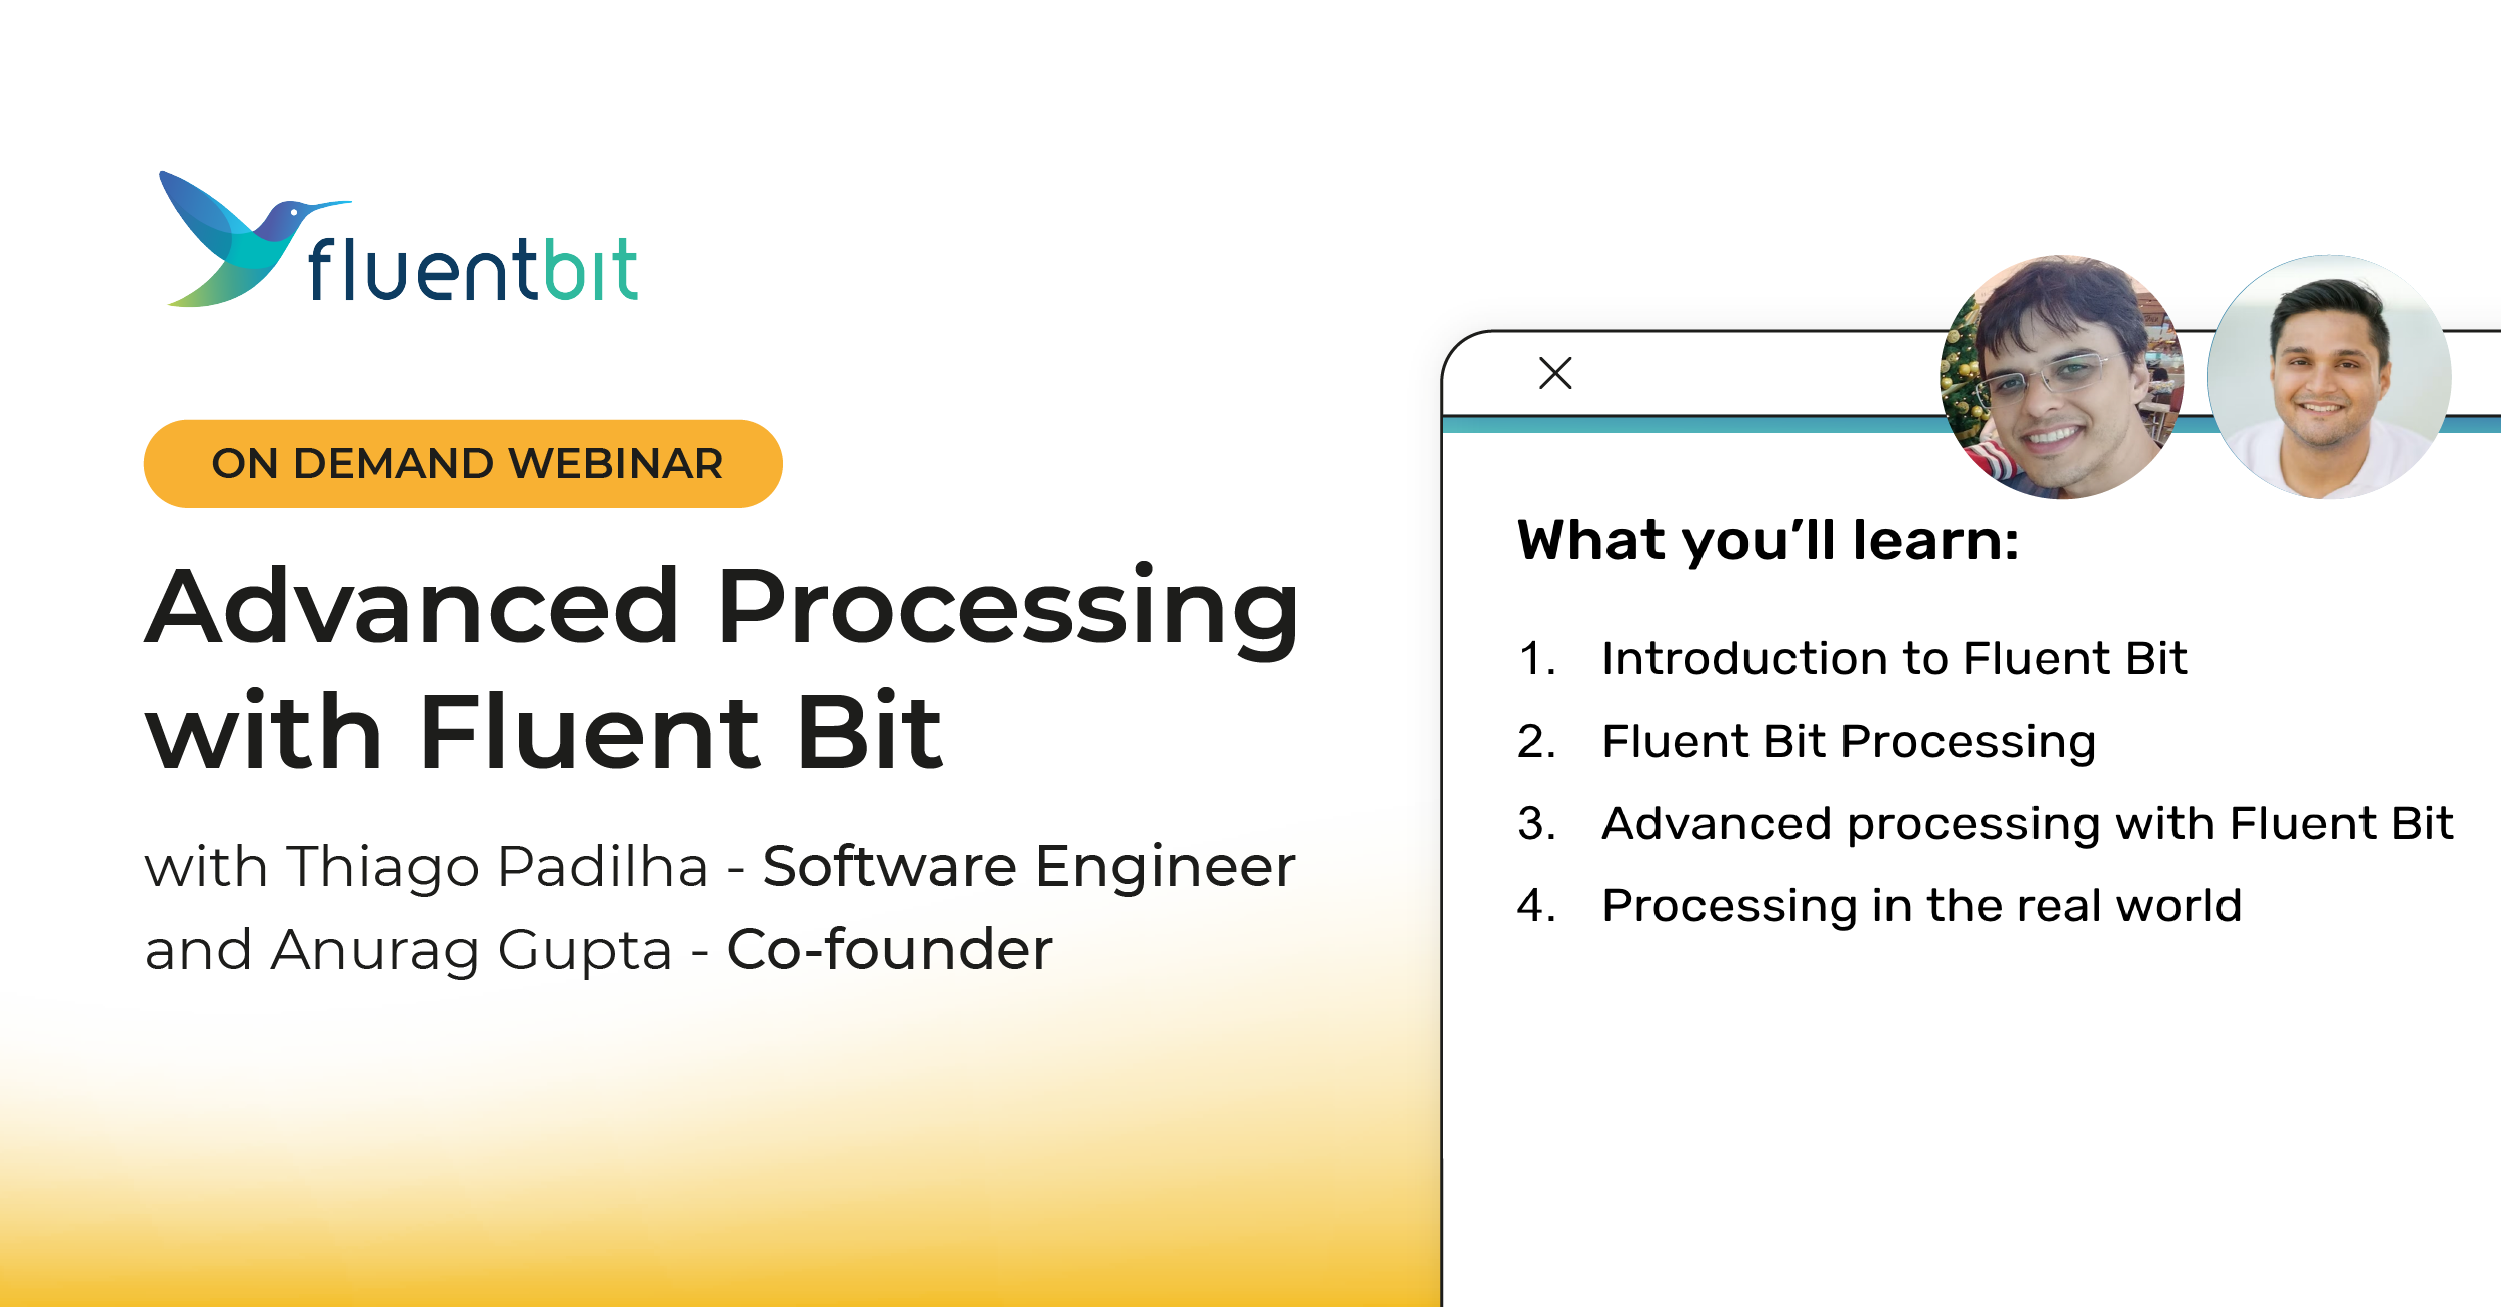 fluentbit
ON DEMAND WEBINAR
Advanced Processing
with Fluent Bit
with Thiago Padilha - Software Engineer
and Anurag Gupta - Co-founder
What you’ll learn:
1. Introduction to Fluent Bit
2. Fluent Bit Processing
3. Advanced processing with Fluent Bit
4. Processing in the real world